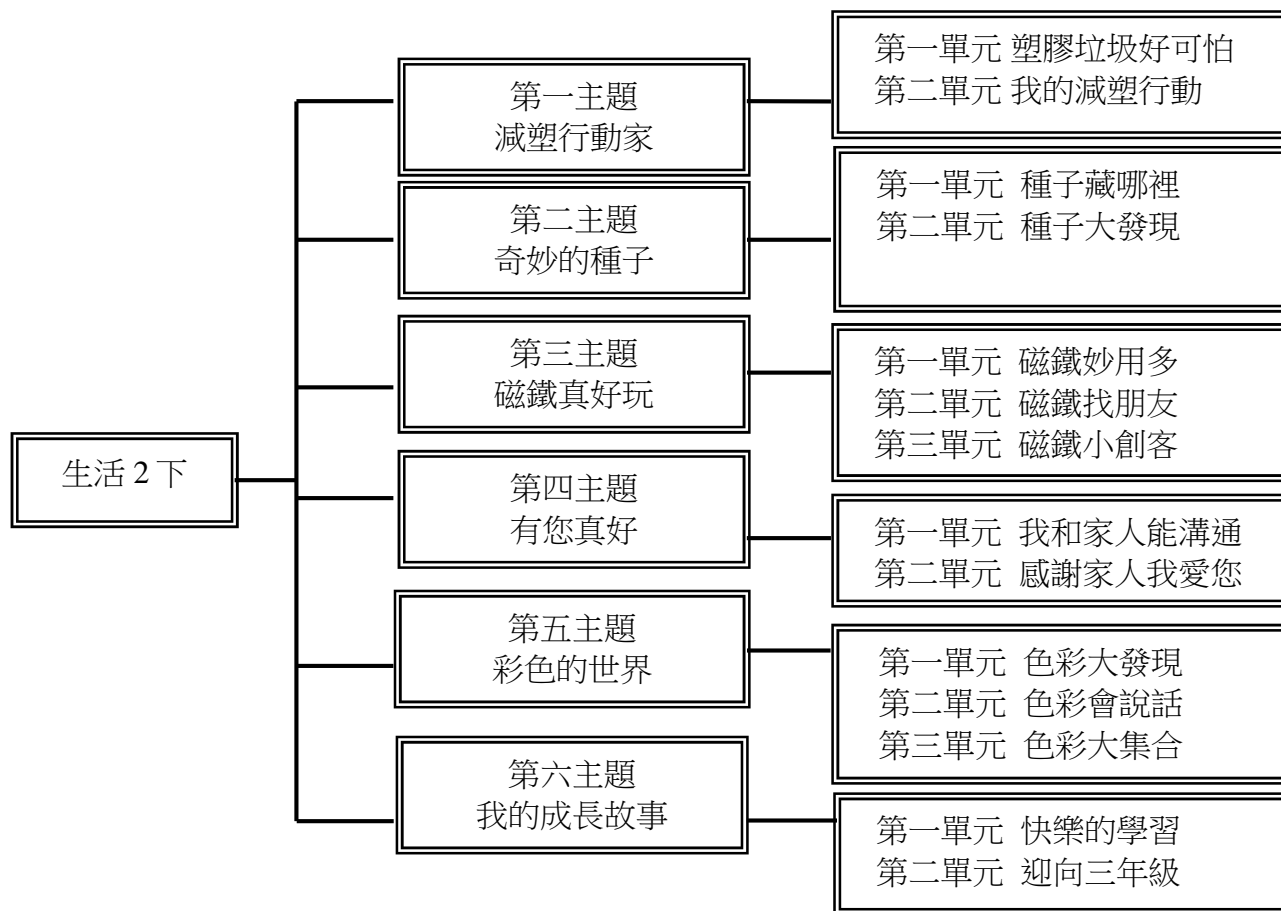 生活 2 下
第一主題
減塑行動家
第一單元 塑膠垃圾好可怕
第二單元 我的減塑行動
第二主題
奇妙的種子
第一單元 種子藏哪裡
第二單元 種子大發現
第三主題
磁鐵真好玩
第一單元 磁鐵妙用多
第二單元 磁鐵找朋友
第三單元 磁鐵小創客
第四主題
有您真好
第一單元 我和家人能溝通
第二單元 感謝家人我愛您
第五主題
彩色的世界
第一單元 色彩大發現
第二單元 色彩會說話
第三單元 色彩大集合
第六主題
我的成長故事
第一單元 快樂的學習
第二單元 迎向三年級